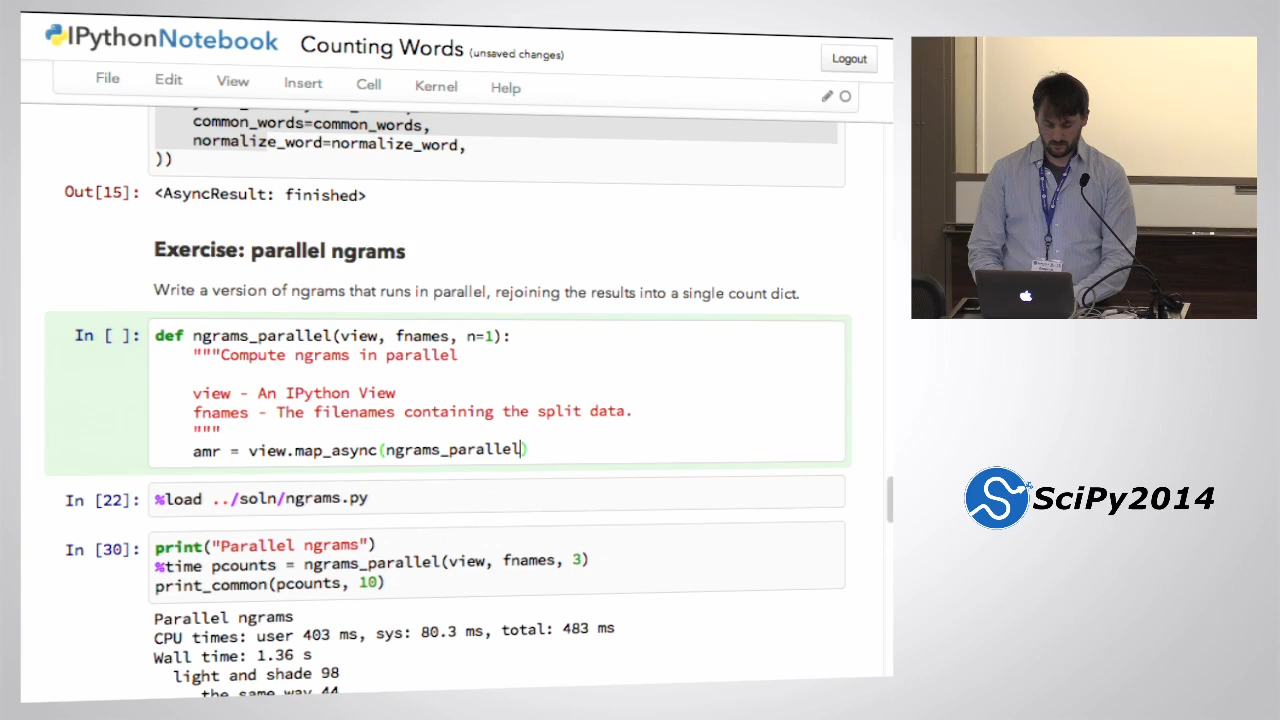 IPythonNotebook Counting Words (unsaved changes)
Logout
File Edit View Insert Cell Kernel Help
common_words=common_words,
normalize_word=normalize_word,
))
Out[15]: <AsyncResult: finished>
Exercise: parallel ngrams
Write a version of ngrams that runs in parallel, rejoining the results into a single count dict.
In [ ]: def ngrams_parallel(view, fnames, n=1):
"""Compute ngrams in parallel
view - An IPython View
fnames - The filenames containing the split data.
"""
amr = view.map_async(ngrams_parallel)
In [22]: %load ../soln/ngrams.py
In [30]: print("Parallel ngrams")
%time pcounts = ngrams_parallel(view, fnames, 3)
print_common(pcounts, 10)
Parallel ngrams
CPU times: user 403 ms, sys: 80.3 ms, total: 483 ms
Wall time: 1.36 s
light and shade 98
the same way 44
SciPy2014